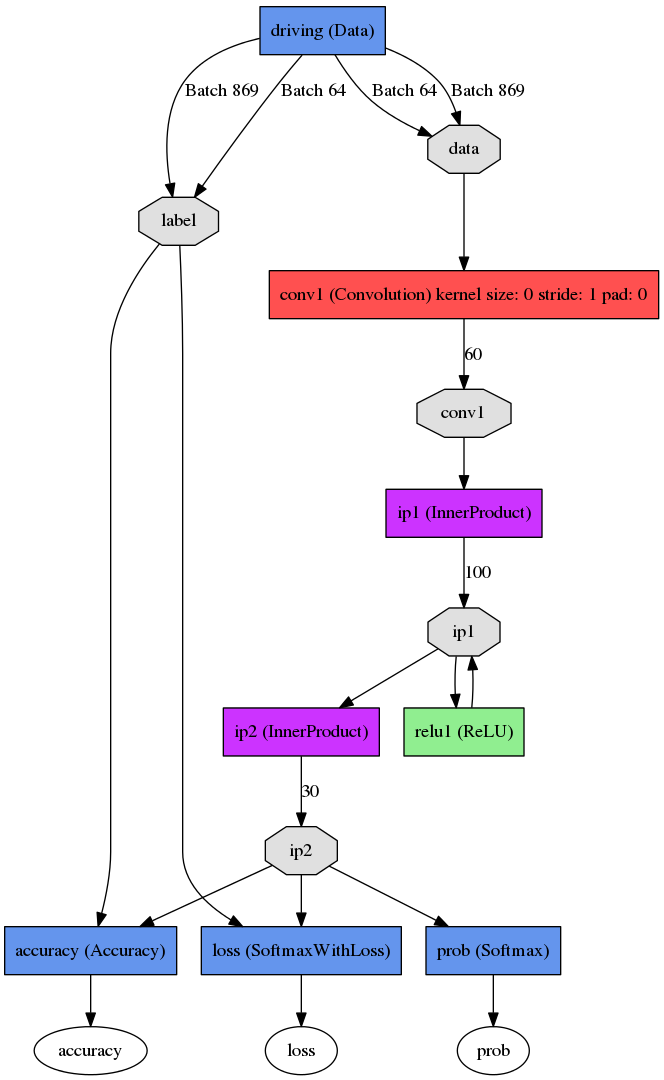 driving (Data)
Batch 869
Batch 64
Batch 64
Batch 869
data
label
conv1 (Convolution) kernel size: 0 stride: 1 pad: 0
60
conv1
ip1 (InnerProduct)
100
ip1
ip2 (InnerProduct)
relu1 (ReLU)
30
ip2
accuracy (Accuracy)
loss (SoftmaxWithLoss)
prob (Softmax)
accuracy
loss
prob